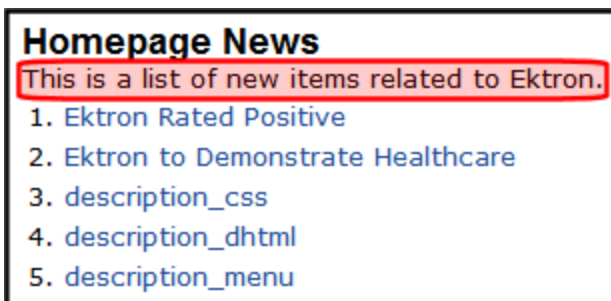 Homepage News
This is a list of new items related to Ektron.
1. Ektron Rated Positive
2. Ektron to Demonstrate Healthcare
3. description_css
4. description_dhtml
5. description_menu